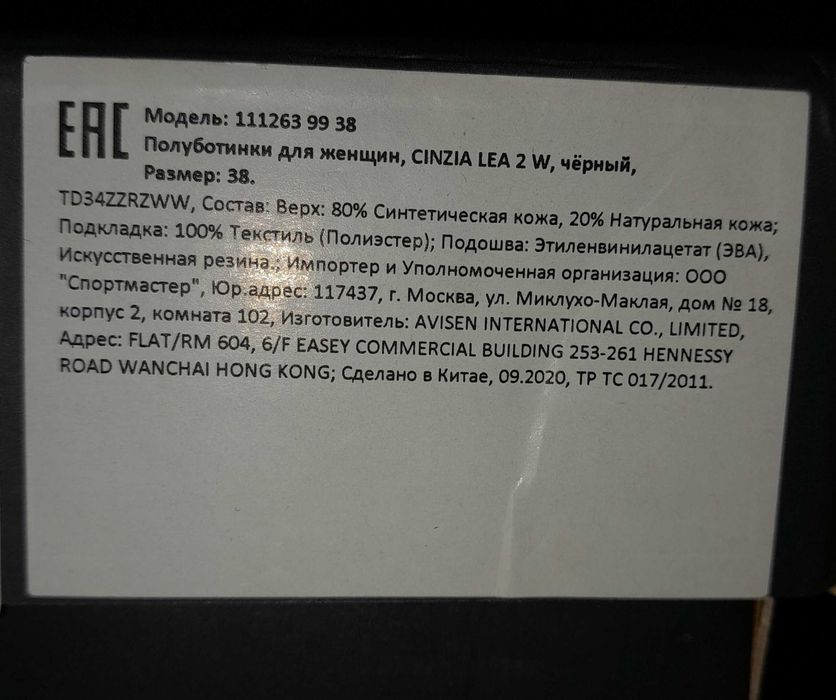 EAC
Модель: 111263 99 38
Полуботинки для женщин, CINZIA LEA 2 W, чёрный,
Размер: 38.
TD34ZZRZWW, Состав: Верх: 80% Синтетическая кожа, 20% Натуральная кожа;
Подкладка: 100% Текстиль (Полиэстер); Подошва: Этиленвинилацетат (ЭВА),
Искусственная резина.; Импортер и Уполномоченная организация: ООО
"Спортмастер", Юр.адрес: 117437, г. Москва, ул. Миклухо-Маклая, дом № 18,
корпус 2, комната 102, Изготовитель: AVISEN INTERNATIONAL CO., LIMITED,
Адрес: FLAT/RM 604, 6/F EASEY COMMERCIAL BUILDING 253-261 HENNESSY
ROAD WANCHAI HONG KONG; Сделано в Китае, 09.2020, ТР ТС 017/2011.